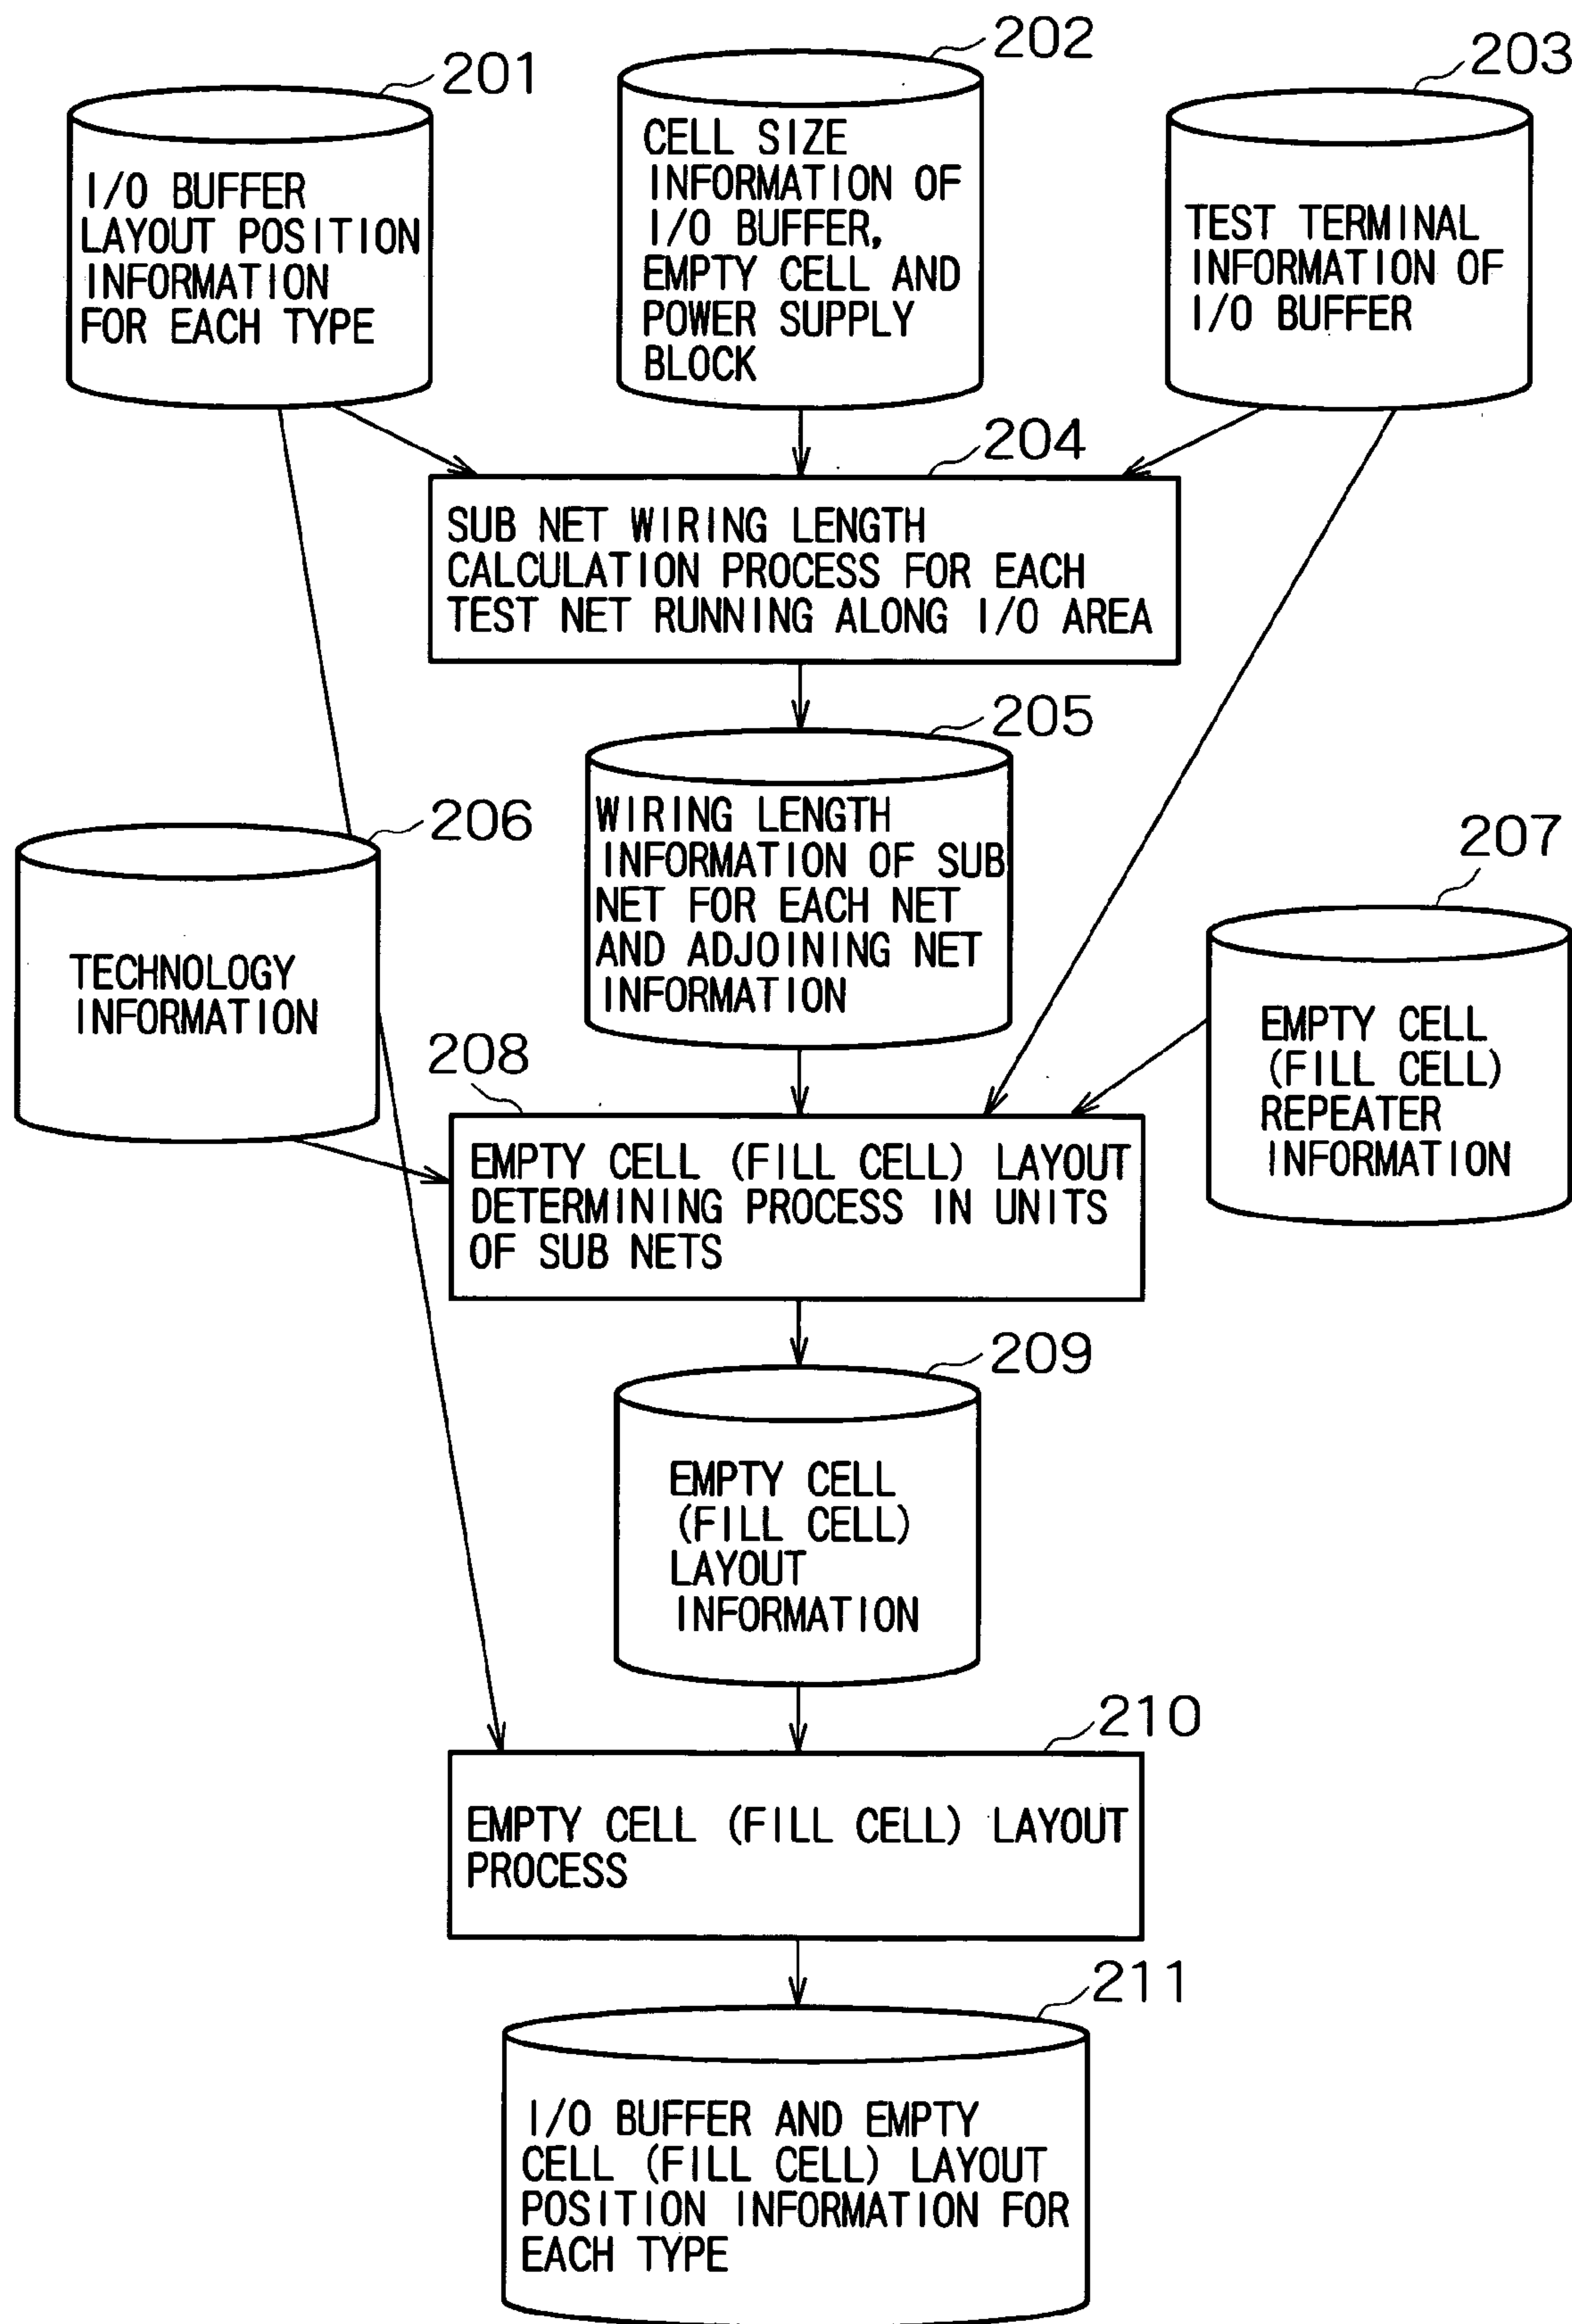 201
I/O BUFFER
LAYOUT POSITION
INFORMATION
FOR EACH TYPE
202
CELL SIZE
INFORMATION OF
I/O BUFFER,
EMPTY CELL AND
POWER SUPPLY
BLOCK
203
TEST TERMINAL
INFORMATION OF
I/O BUFFER
204
SUB NET WIRING LENGTH
CALCULATION PROCESS FOR EACH
TEST NET RUNNING ALONG I/O AREA
205
WIRING LENGTH
INFORMATION OF SUB
NET FOR EACH NET
AND ADJOINING NET
INFORMATION
206
TECHNOLOGY
INFORMATION
207
EMPTY CELL
(FILL CELL)
REPEATER
INFORMATION
208
EMPTY CELL (FILL CELL) LAYOUT
DETERMINING PROCESS IN UNITS
OF SUB NETS
209
EMPTY CELL
(FILL CELL)
LAYOUT
INFORMATION
210
EMPTY CELL (FILL CELL) LAYOUT
PROCESS
211
I/O BUFFER AND EMPTY
CELL (FILL CELL) LAYOUT
POSITION INFORMATION FOR
EACH TYPE